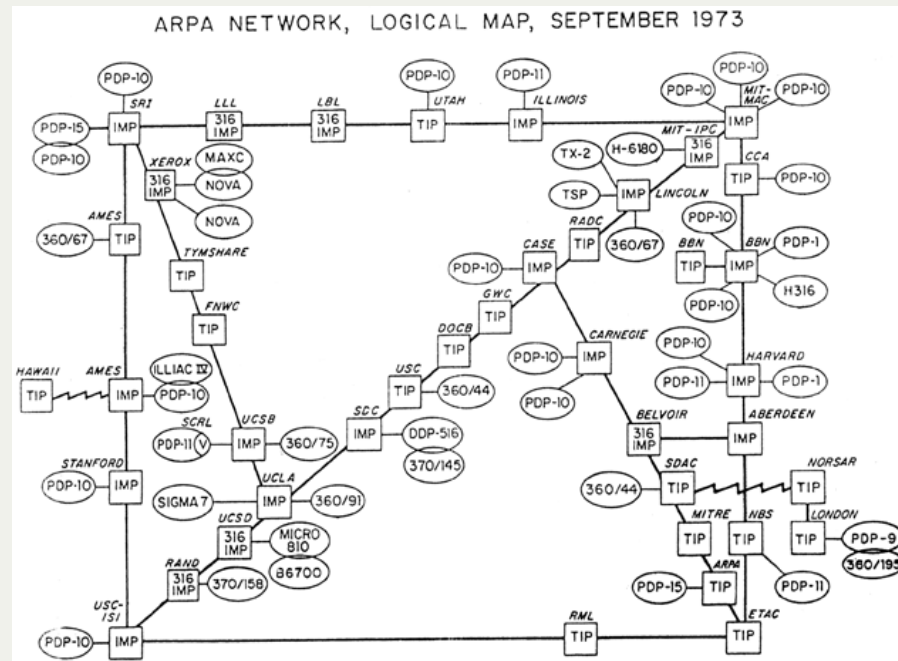 ARPA NETWORK, LOGICAL MAP, SEPTEMBER 1973
PDP-10
PDP-10
PDP-11
PDP-10
PDP-10
MIT-MAC
PDP-10
SRI
LLL
LBL
UTAH
ILLINOIS
PDP-15
IMP
316 IMP
316 IMP
TIP
IMP
IMP
PDP-10
MIT-IPC
XEROX
MAXC
316 IMP
NOVA
NOVA
TX-2
H-6180
316 IMP
CCA
TIP
PDP-10
TSP
IMP
LINCOLN
AMES
360/67
TIP
RADC
TIP
360/67
PDP-10
BBN
BBN
PDP-1
TIP
IMP
H316
PDP-10
TYMSHARE
TIP
CASE
PDP-10
IMP
FNWC
TIP
GWC
TIP
DOCB
TIP
CARNEGIE
PDP-10
IMP
PDP-10
PDP-10
HARVARD
PDP-11
IMP
PDP-1
HAWAII
TIP
AMES
IMP
ILLIAC IV
PDP-10
USC
TIP
360/44
SCRL
PDP-11
V
UCSB
IMP
360/75
SDC
IMP
DDP-516
370/145
BELVOIR
316 IMP
ABERDEEN
IMP
STANFORD
PDP-10
IMP
UCLA
SIGMA 7
IMP
360/91
SDAC
360/44
TIP
NORSAR
TIP
UCSD
316 IMP
MICRO 810
B6700
MITRE
TIP
NBS
TIP
LONDON
TIP
PDP-9
360/195
RAND
316 IMP
370/158
ARPA
PDP-15
TIP
PDP-11
USC-ISI
PDP-10
IMP
RML
TIP
ETAC
TIP